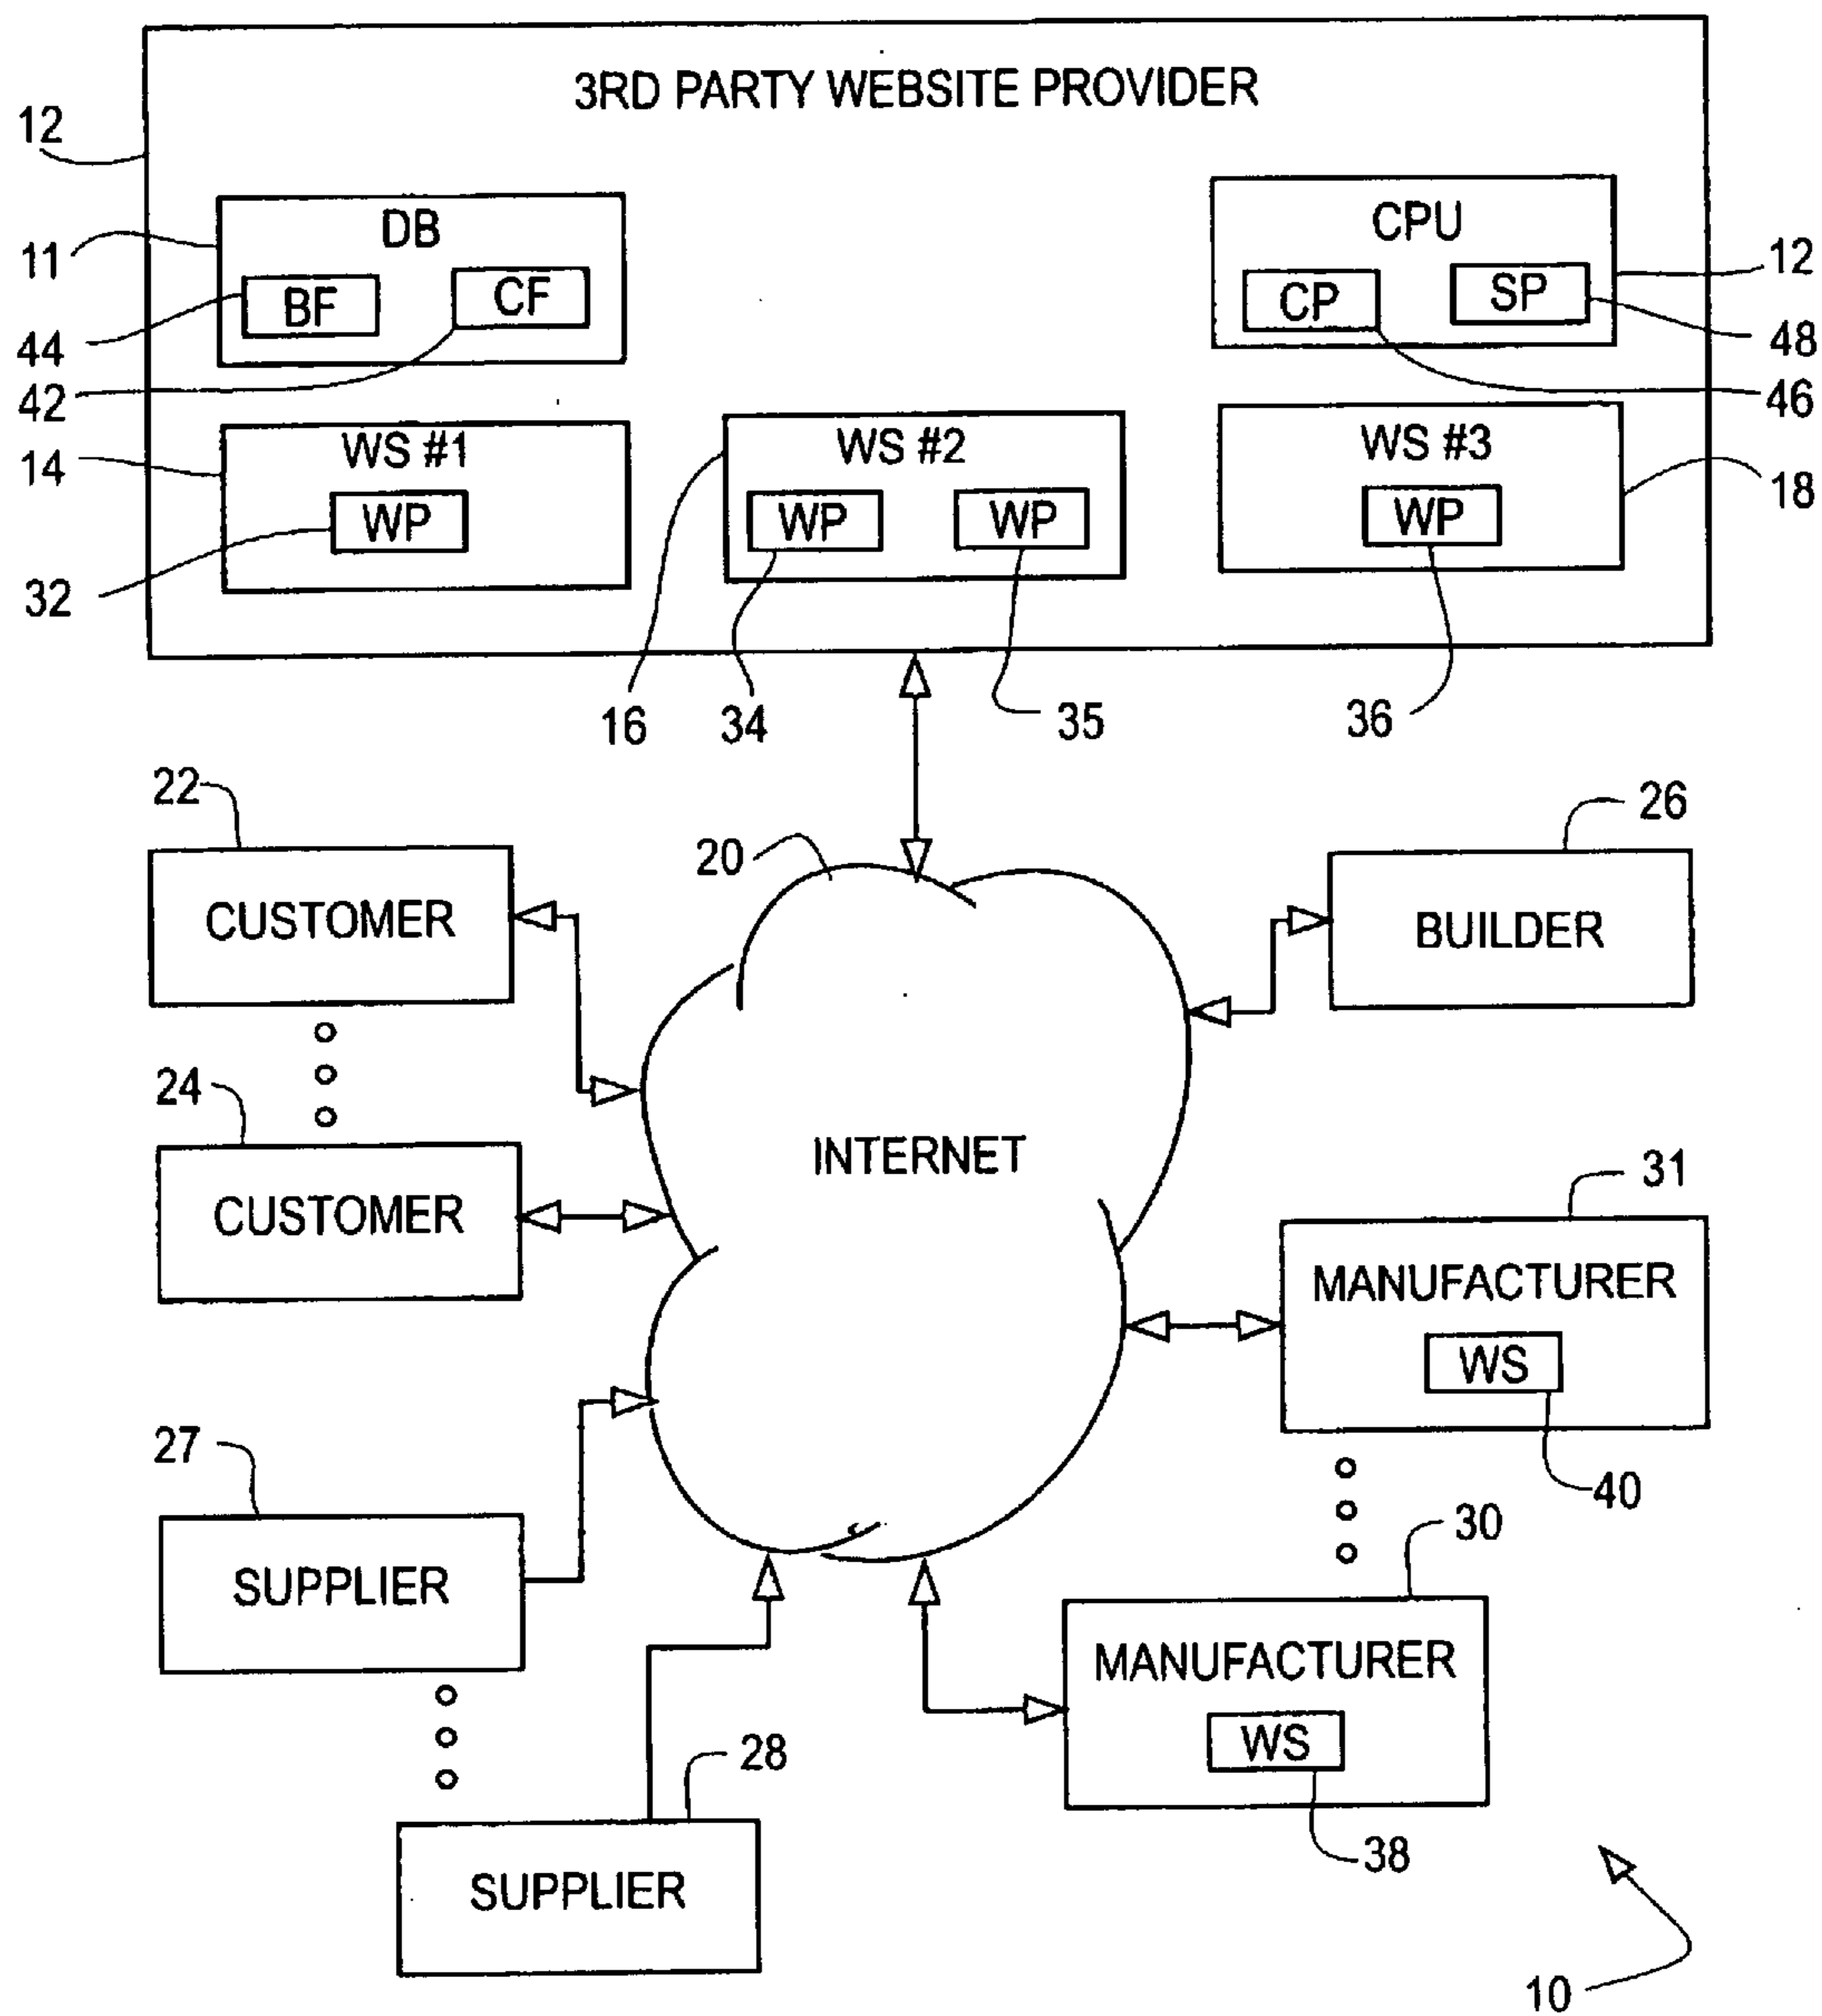 3RD PARTY WEBSITE PROVIDER
12
DB
CPU
11
BF
CF
CP
SP
12
44
48
42
46
WS #1
WS #2
WS #3
14
WP
WP
WP
WP
18
32
16
34
35
36
22
26
20
CUSTOMER
BUILDER
24
INTERNET
31
CUSTOMER
MANUFACTURER
WS
27
40
30
SUPPLIER
MANUFACTURER
WS
28
38
SUPPLIER
10